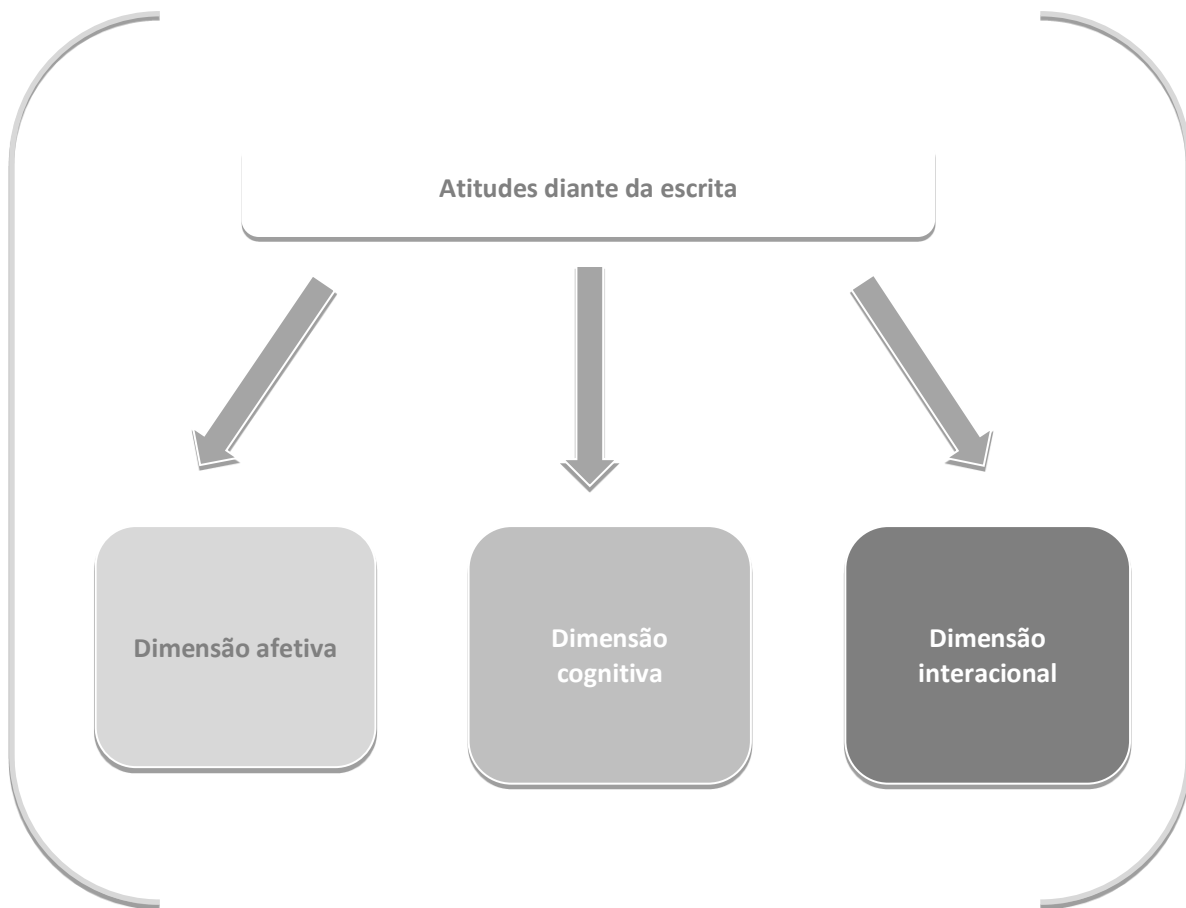 Atitudes diante da escrita
Dimensão afetiva
Dimensão
cognitiva
Dimensão
interacional